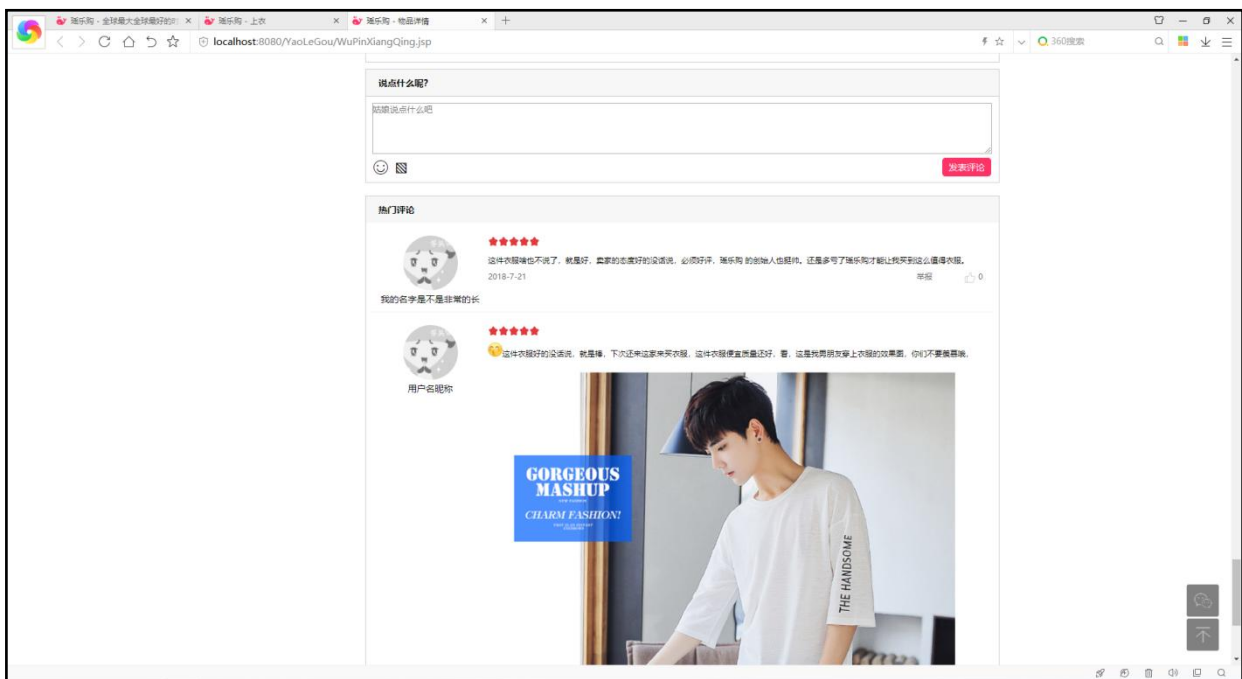 瑶乐购 - 全球最大全球最好的时
瑶乐购 - 上衣
瑶乐购 - 物品详情
localhost:8080/YaoLeGou/WuPinXiangQing.jsp
360搜索
说点什么呢?
姑娘说点什么吧
发表评论
热门评论
这件衣服啥也不说了，就是好，卖家的态度好的没话说，必须好评，瑶乐购 的创始人也挺帅。还是多亏了瑶乐购才能让我买到这么值得衣服。
2018-7-21 举报 0
我的名字是不是非常的长
这件衣服好的没话说，就是棒，下次还来这家来买衣服，这件衣服便宜质量还好，看，这是我男朋友穿上衣服的效果图，你们不要羡慕哦。
用户名昵称
GORGEOUS
MASHUP
CHARM FASHION!
THE HANDSOME